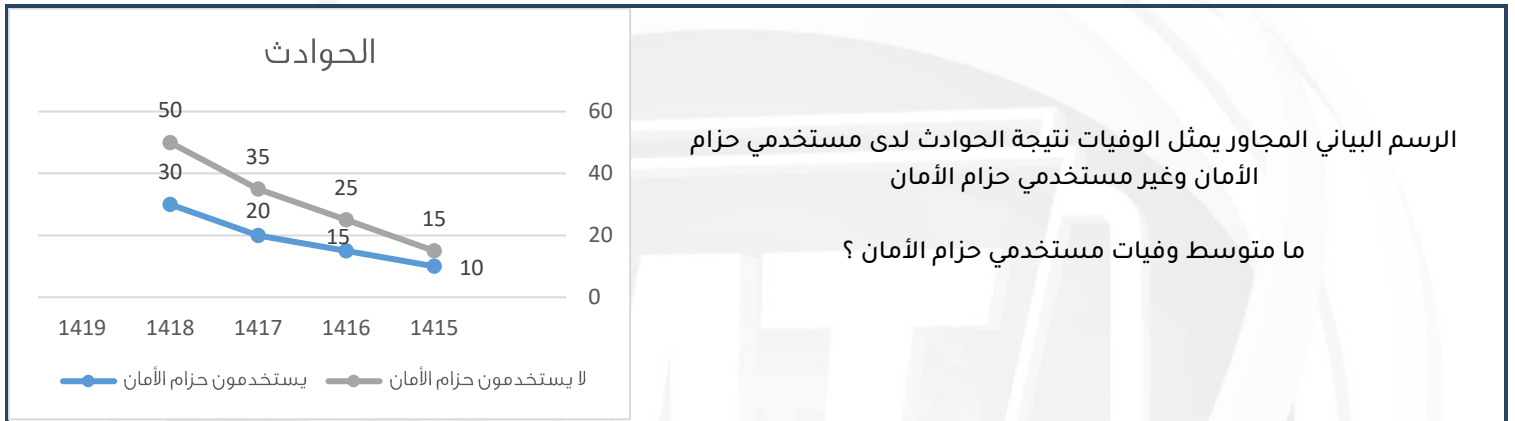 الحوادث
60
40
20
0
50
35
25
15
30
20
15
10
1419 1418 1417 1416 1415
لا يستخدمون حزام الأمان يستخدمون حزام الأمان
الرسم البياني المجاور يمثل الوفيات نتيجة الحوادث لدى مستخدمي حزام
الأمان وغير مستخدمي حزام الأمان
ما متوسط وفيات مستخدمي حزام الأمان ؟